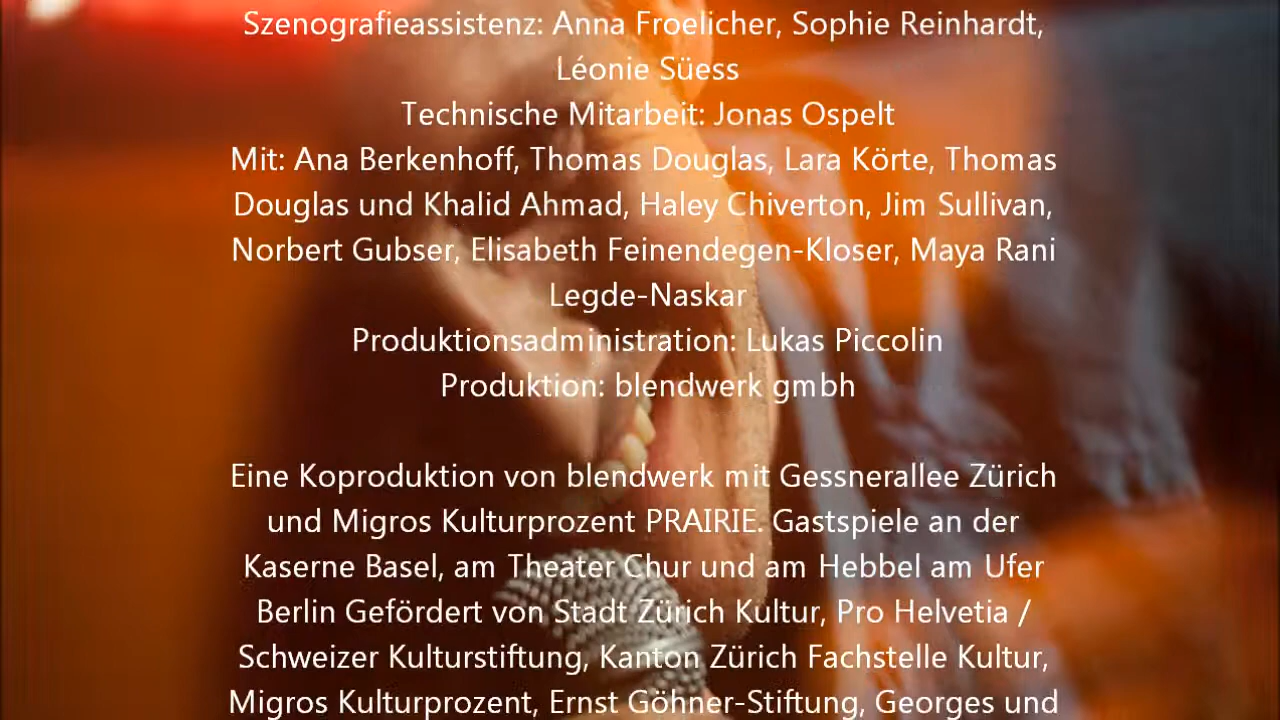 Szenografieassistenz: Anna Froelicher, Sophie Reinhardt,
Léonie Süess
Technische Mitarbeit: Jonas Ospelt
Mit: Ana Berkenhoff, Thomas Douglas, Lara Körte, Thomas
Douglas und Khalid Ahmad, Haley Chiverton, Jim Sullivan,
Norbert Gubser, Elisabeth Feinendegen-Kloser, Maya Rani
Legde-Naskar
Produktionsadministration: Lukas Piccolin
Produktion: blendwerk gmbh
Eine Koproduktion von blendwerk mit Gessnerallee Zürich
und Migros Kulturprozent PRAIRIE. Gastspiele an der
Kaserne Basel, am Theater Chur und am Hebbel am Ufer
Berlin Gefördert von Stadt Zürich Kultur, Pro Helvetia /
Schweizer Kulturstiftung, Kanton Zürich Fachstelle Kultur,
Migros Kulturprozent, Ernst Göhner-Stiftung, Georges und